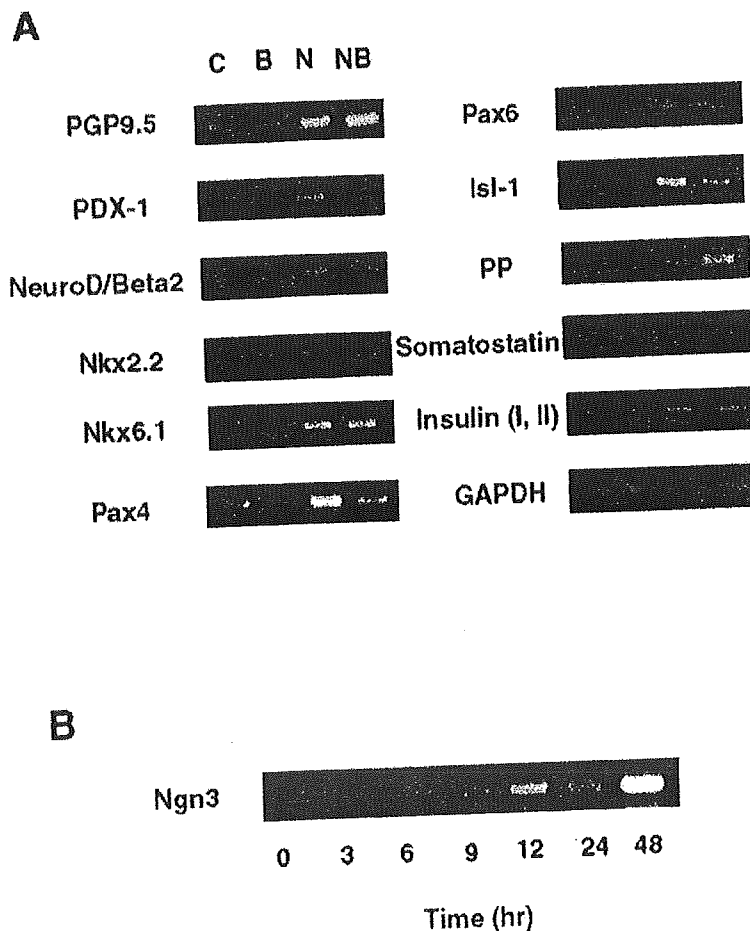 A
C B N NB
PGP9.5
PDX-1
NeuroD/Beta2
Nkx2.2
Nkx6.1
Pax4
Pax6
Isl-1
PP
Somatostatin
Insulin (I, II)
GAPDH
B
Ngn3
0 3 6 9 12 24 48
Time (hr)